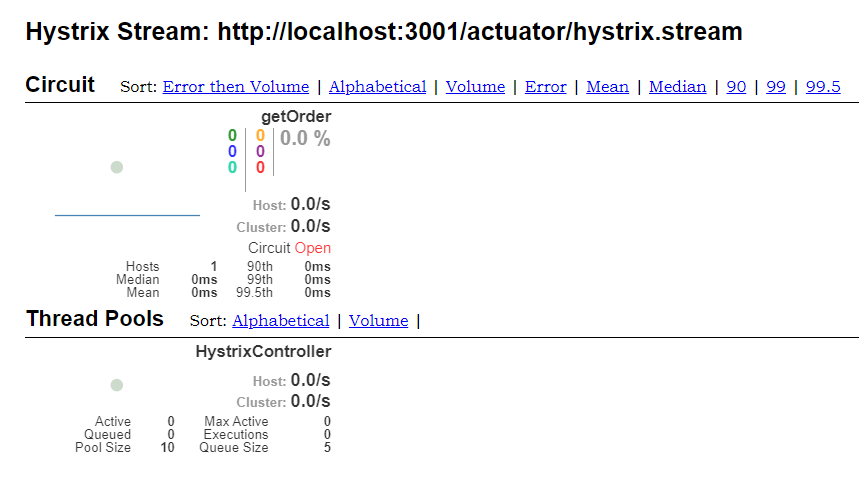 Hystrix Stream: http://localhost:3001/actuator/hystrix.stream
Circuit Sort: Error then Volume | Alphabetical | Volume | Error | Mean | Median | 90 | 99 | 99.5
getOrder
0 0 0.0 %
0 0
0 0
Host: 0.0/s
Cluster: 0.0/s
Circuit Open
Hosts 1 90th 0ms
Median 0ms 99th 0ms
Mean 0ms 99.5th 0ms
Thread Pools Sort: Alphabetical | Volume |
HystrixController
Host: 0.0/s
Cluster: 0.0/s
Active 0 Max Active 0
Queued 0 Executions 0
Pool Size 10 Queue Size 5